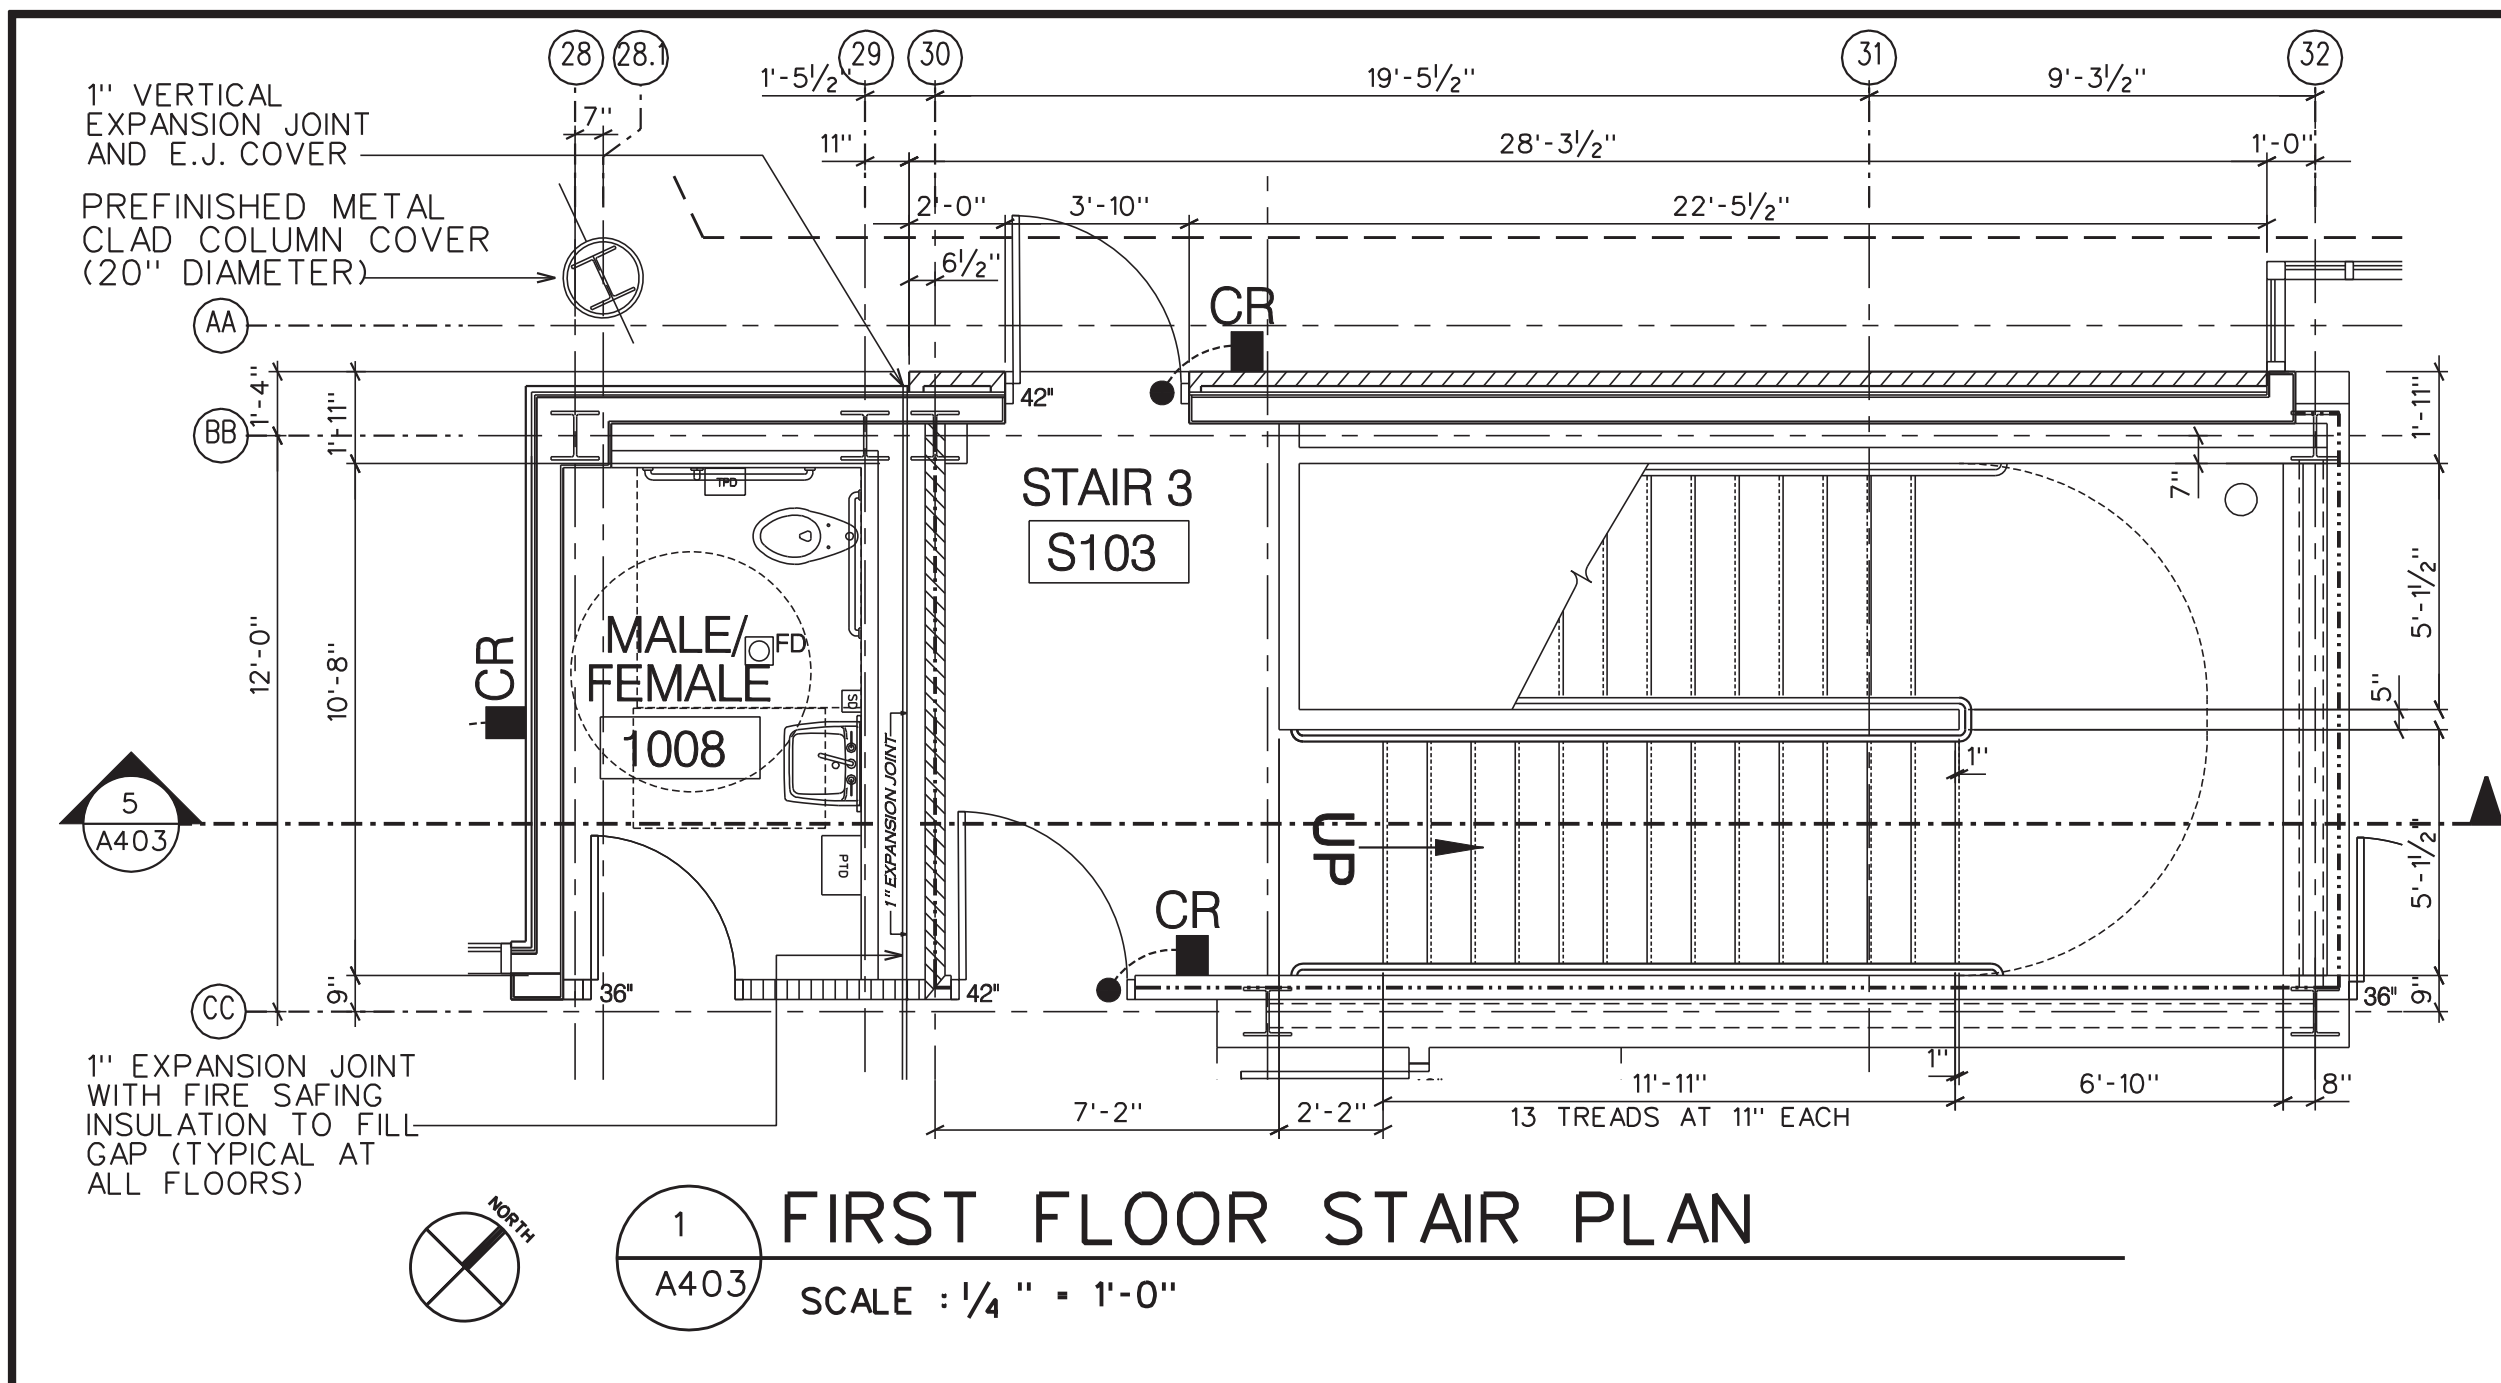 28
28.1
29
30
31
32
1'-5½"
19'-5½"
9'-3½"
1" VERTICAL
EXPANSION JOINT
AND E.J. COVER
7"
11"
28'-3½"
1'-0"
PREFINISHED METAL
CLAD COLUMN COVER
(20" DIAMETER)
2'-0"
3'-10"
22'-5½"
6½"
CR
AA
BB
1'-4"
1'-11"
42"
1'-11"
TPD
STAIR 3
S103
7"
5'-1½"
12'-0"
10'-8"
CR
MALE/
FEMALE
FD
SD
1008
1" EXPANSION JOINT
5"
1"
5
A403
UP
PTD
5'-1½"
CR
9"
36"
42"
36"
9"
CC
1" EXPANSION JOINT
WITH FIRE SAFING
INSULATION TO FILL
GAP (TYPICAL AT
ALL FLOORS)
1"
11'-11"
6'-10"
8"
7'-2"
2'-2"
13 TREADS AT 11" EACH
NORTH
1
A403
FIRST FLOOR STAIR PLAN
SCALE : ¼ " = 1'-0"